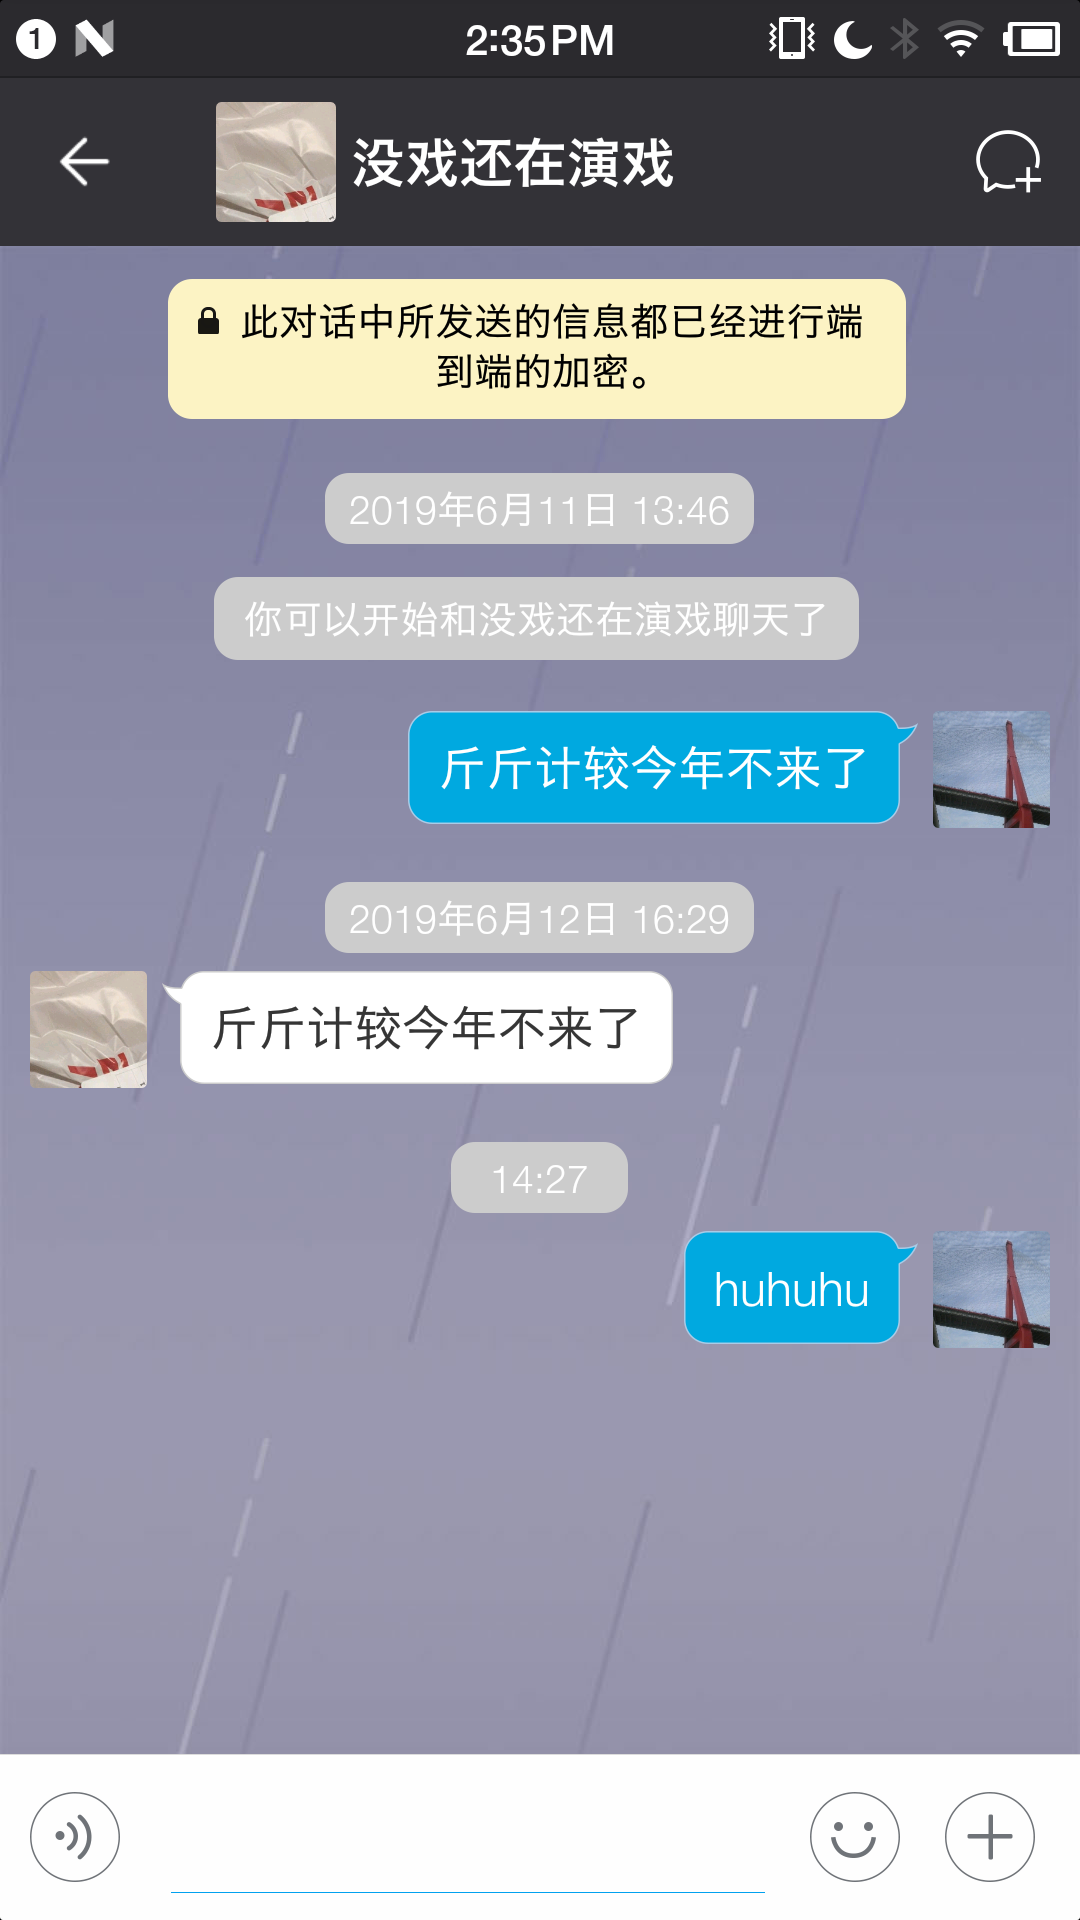 1
2:35 PM
没戏还在演戏
此对话中所发送的信息都已经进行端
到端的加密。
2019年6月11日 13:46
你可以开始和没戏还在演戏聊天了
斤斤计较今年不来了
2019年6月12日 16:29
斤斤计较今年不来了
14:27
huhuhu